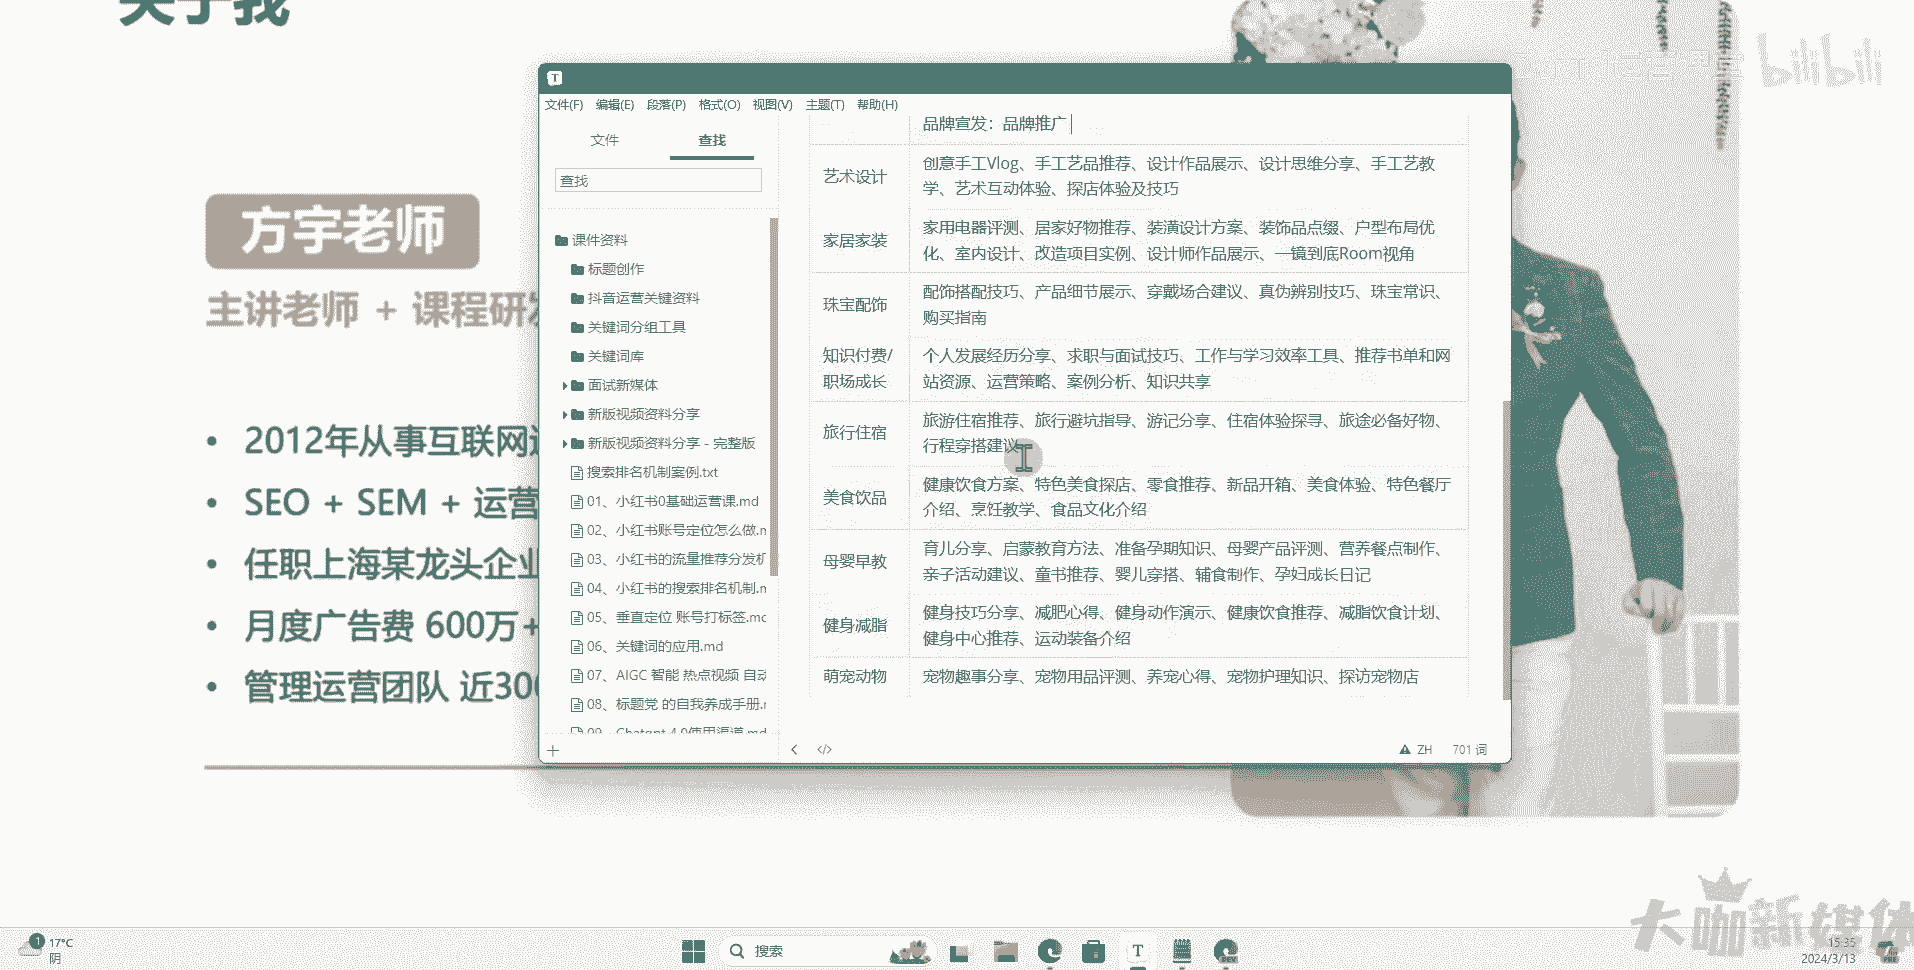 关于我
bilibili
方宇老师
主讲老师 + 课程研发
• 2012年从事互联网
• SEO + SEM + 运营
• 任职上海某龙头企业
• 月度广告费 600万+
• 管理运营团队 近300
文件(F) 编辑(E) 段落(P) 格式(O) 视图(V) 主题(T) 帮助(H)
文件 查找
查找
课件资料
标题创作
抖音运营关键资料
关键词分组工具
关键词库
面试新媒体
新版视频资料分享
新版视频资料分享 - 完整版
搜索排名机制案例.txt
01、小红书0基础运营课.md
02、小红书账号定位怎么做.m
03、小红书的流量推荐分发机
04、小红书的搜索排名机制.m
05、垂直定位 账号打标签.mc
06、关键词的应用.md
07、AIGC 智能 热点视频 自动
08、标题党 的自我养成手册.r
09、Chatgpt 4.0使用渠道.md
品牌宣发：品牌推广
艺术设计
创意手工Vlog、手工艺品推荐、设计作品展示、设计思维分享、手工艺教
学、艺术互动体验、探店体验及技巧
家居家装
家用电器评测、居家好物推荐、装潢设计方案、装饰品点缀、户型布局优
化、室内设计、改造项目实例、设计师作品展示、一镜到底Room视角
珠宝配饰
配饰搭配技巧、产品细节展示、穿戴场合建议、真伪辨别技巧、珠宝常识、
购买指南
知识付费/
职场成长
个人发展经历分享、求职与面试技巧、工作与学习效率工具、推荐书单和网
站资源、运营策略、案例分析、知识共享
旅行住宿
旅游住宿推荐、旅行避坑指导、游记分享、住宿体验探寻、旅途必备好物、
行程穿搭建议
美食饮品
健康饮食方案、特色美食探店、零食推荐、新品开箱、美食体验、特色餐厅
介绍、烹饪教学、食品文化介绍
母婴早教
育儿分享、启蒙教育方法、准备孕期知识、母婴产品评测、营养餐点制作、
亲子活动建议、童书推荐、婴儿穿搭、辅食制作、孕妇成长日记
健身减脂
健身技巧分享、减肥心得、健身动作演示、健康饮食推荐、减脂饮食计划、
健身中心推荐、运动装备介绍
萌宠动物
宠物趣事分享、宠物用品评测、养宠心得、宠物护理知识、探访宠物店
ZH 701 词
大咖新媒体
1
17°C
阴
搜索
DEV
15:35
2024/3/13
PRE